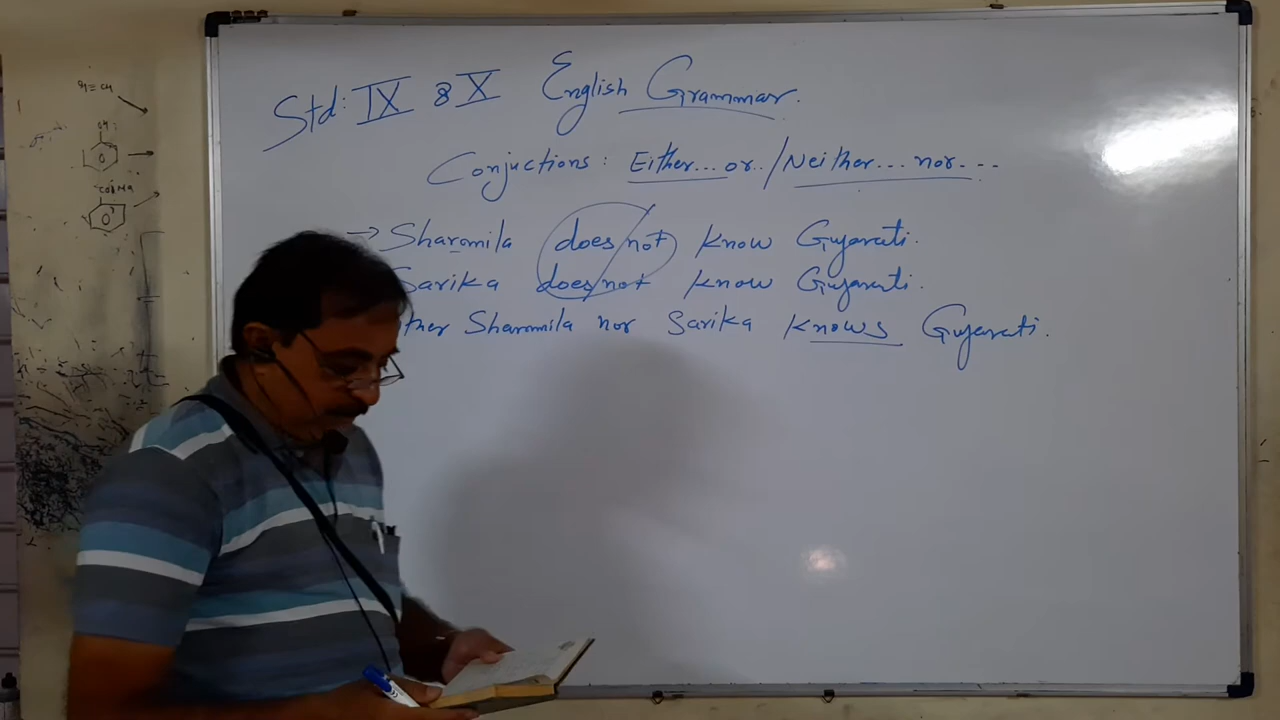 Std: IX & X English Grammar.
Conjuctions: Either... or../Neither... nor...
→ Sharmila does not know Gujarati.
Sarika does not know Gujarati.
ther Sharmila nor Sarika knows Gujarati.